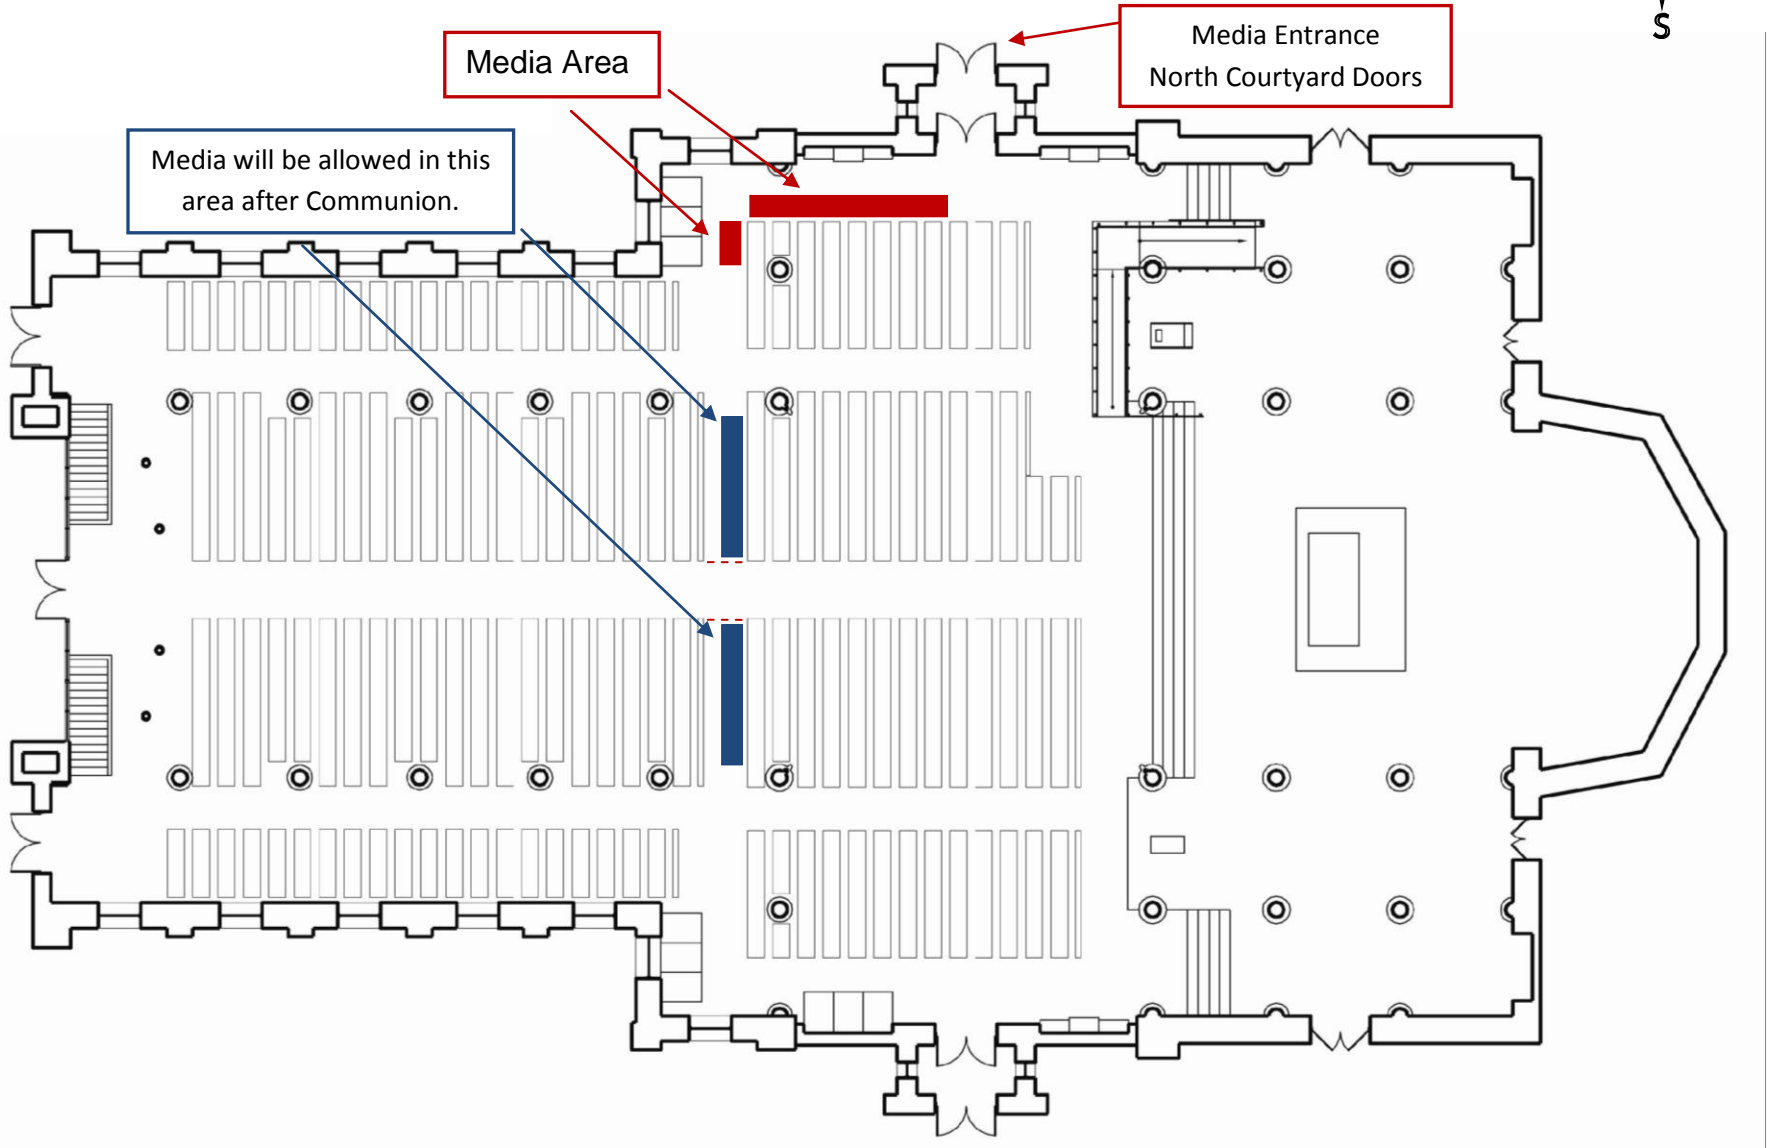 S
Media Entrance
North Courtyard Doors
Media Area
Media will be allowed in this
area after Communion.